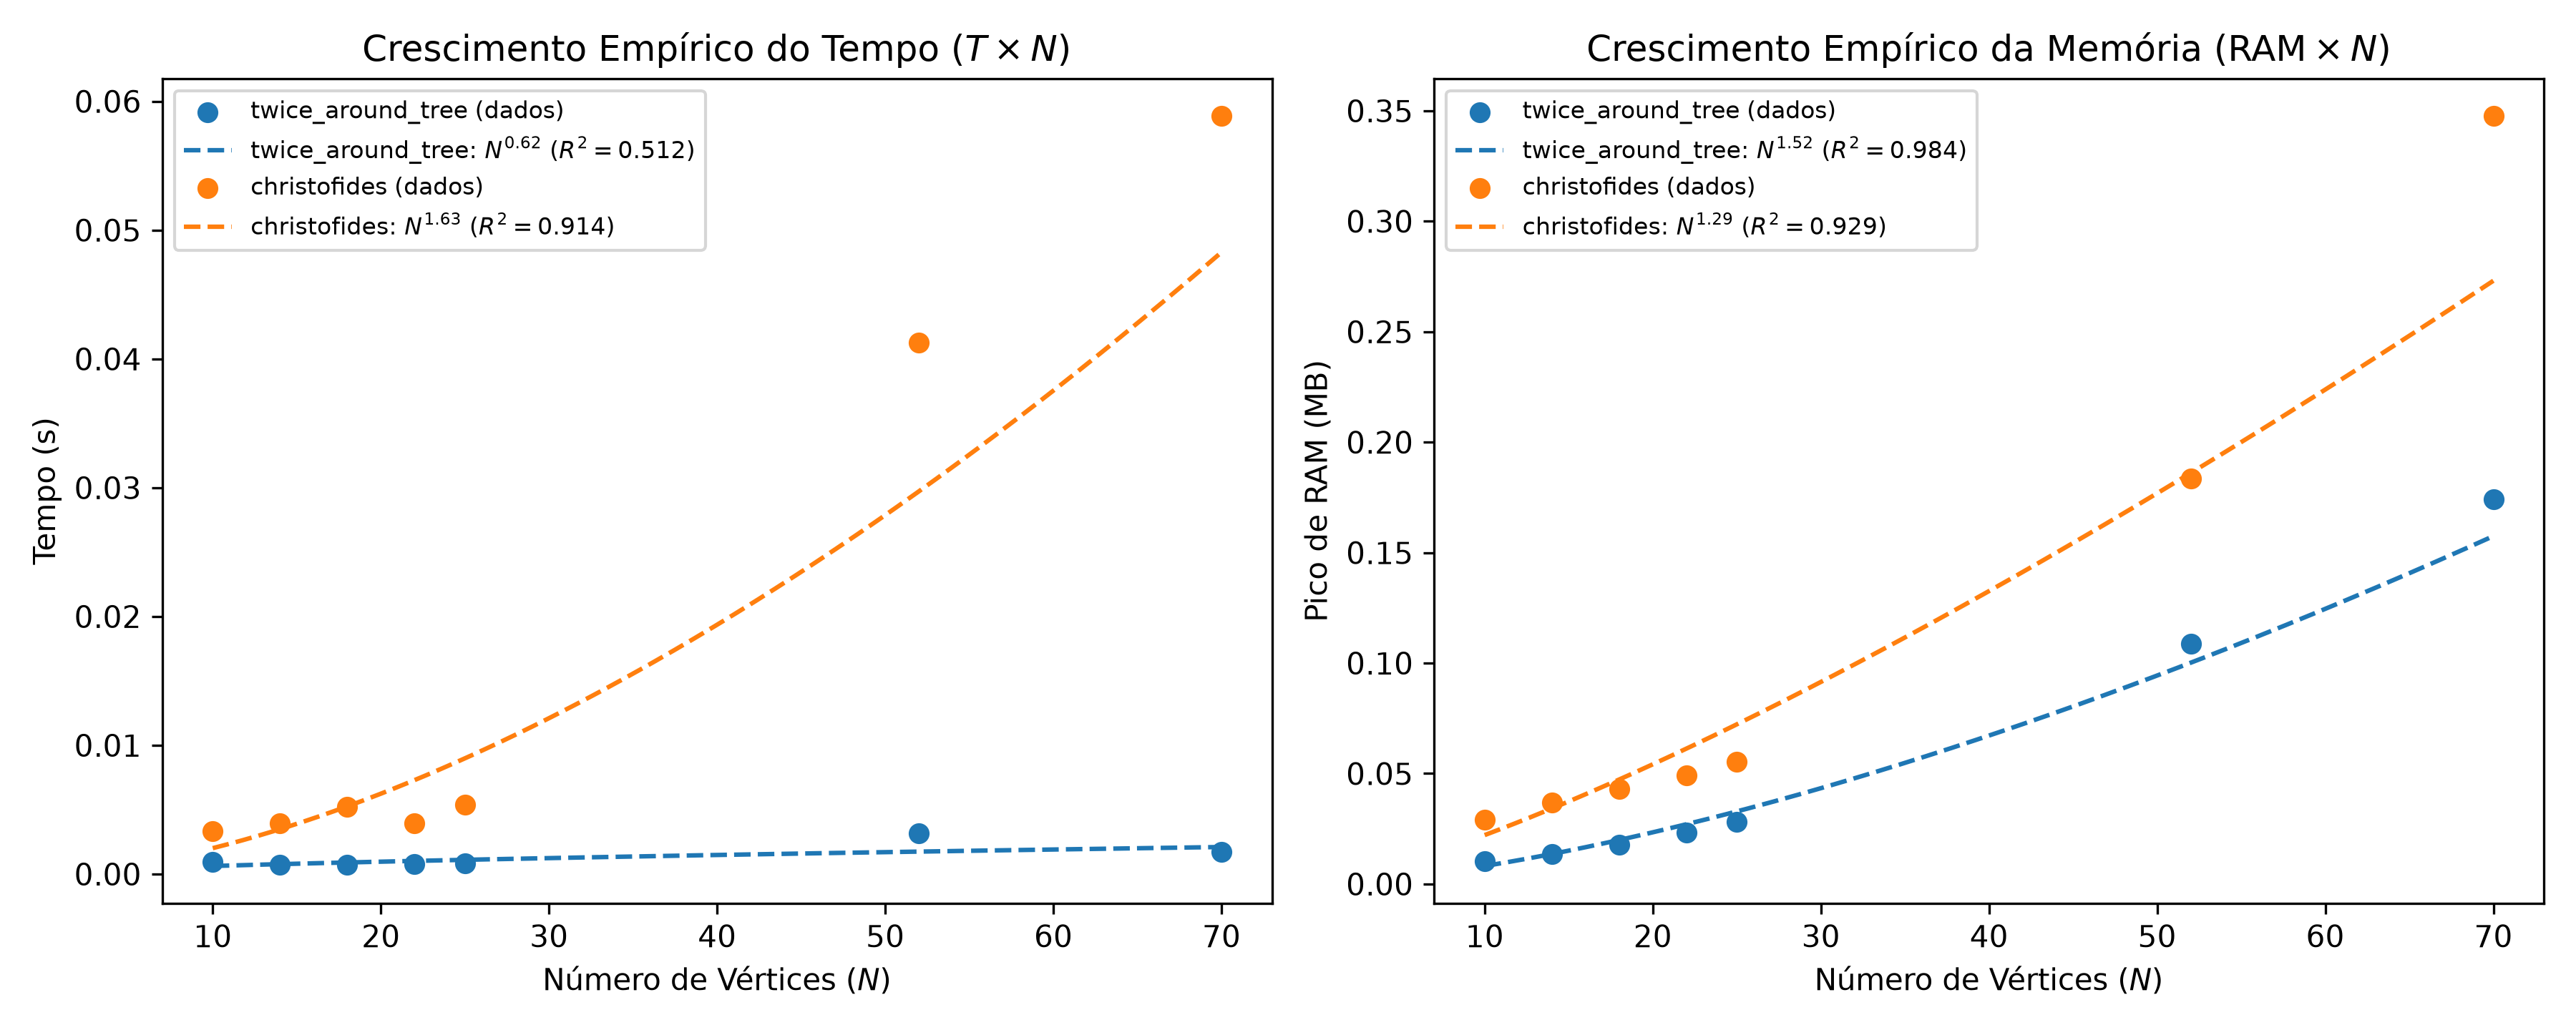 Crescimento Empírico do Tempo (T × N)
twice_around_tree (dados)
twice_around_tree: N^0.62 (R^2 = 0.512)
christofides (dados)
christofides: N^1.63 (R^2 = 0.914)
Tempo (s)
0.06
0.05
0.04
0.03
0.02
0.01
0.00
10 20 30 40 50 60 70
Número de Vértices (N)
Crescimento Empírico da Memória (RAM × N)
twice_around_tree (dados)
twice_around_tree: N^1.52 (R^2 = 0.984)
christofides (dados)
christofides: N^1.29 (R^2 = 0.929)
Pico de RAM (MB)
0.35
0.30
0.25
0.20
0.15
0.10
0.05
0.00
10 20 30 40 50 60 70
Número de Vértices (N)